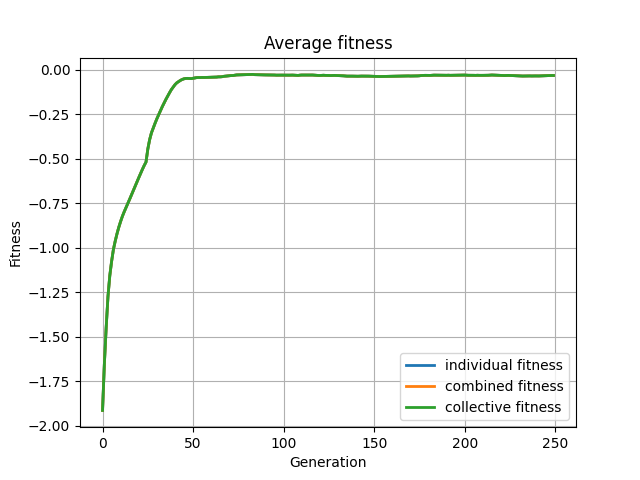 Average fitness
0.00
−0.25
−0.50
−0.75
−1.00
−1.25
−1.50
−1.75
−2.00
Fitness
individual fitness
combined fitness
collective fitness
0 50 100 150 200 250
Generation